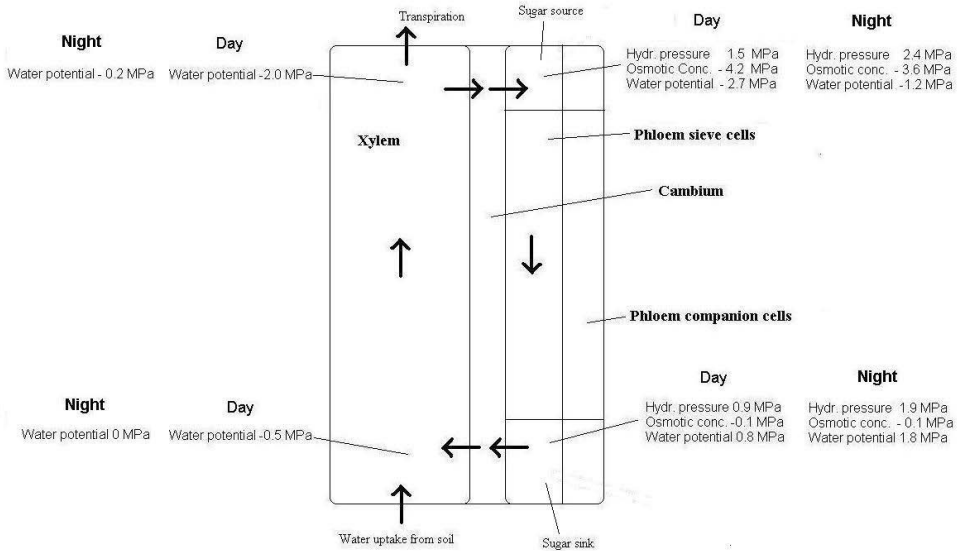 Transpiration
Sugar source
Night
Day
Day
Night
Water potential - 0.2 MPa
Water potential -2.0 MPa
Hydr. pressure 1.5 MPa
Osmotic Conc. - 4.2 MPa
Water potential - 2.7 MPa
Hydr. pressure 2.4 MPa
Osmotic conc. - 3.6 MPa
Water potential -1.2 MPa
Xylem
Phloem sieve cells
Cambium
Phloem companion cells
Night
Day
Day
Night
Water potential 0 MPa
Water potential -0.5 MPa
Hydr. pressure 0.9 MPa
Osmotic conc. -0.1 MPa
Water potential 0.8 MPa
Hydr. pressure 1.9 MPa
Osmotic conc. - 0.1 MPa
Water potential 1.8 MPa
Water uptake from soil
Sugar sink